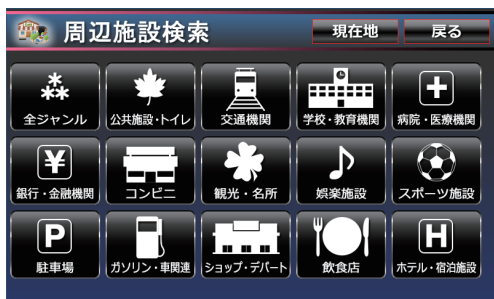 周辺施設検索
現在地
戻る
全ジャンル
公共施設・トイレ
交通機関
学校・教育機関
病院・医療機関
¥
銀行・金融機関
コンビニ
観光・名所
娯楽施設
スポーツ施設
P
駐車場
ガソリン・車関連
ショップ・デパート
飲食店
H
ホテル・宿泊施設